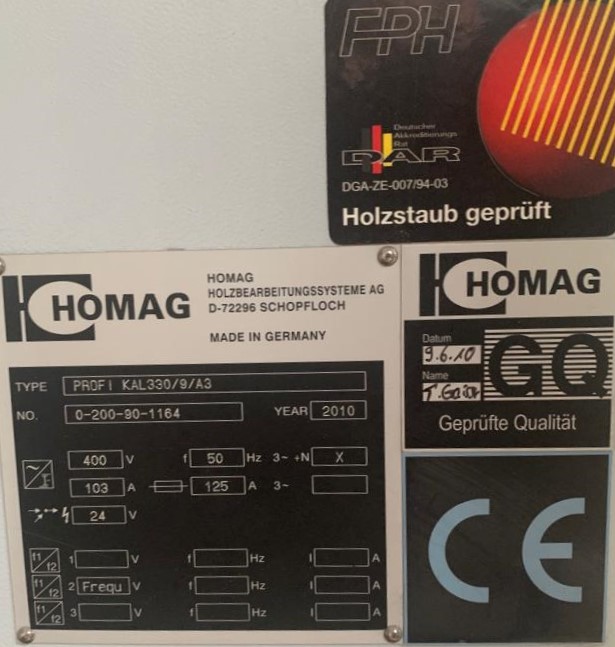 FPH
Deutscher
Akkreditierungs
Rat
DAR
DGA-ZE-007/94-03
Holzstaub geprüft
HOMAG
HOMAG
HOLZBEARBEITUNGSSYSTEME AG
D-72296 SCHOPFLOCH
MADE IN GERMANY
TYPE PROFI KAL330/9/A3
NO. 0-200-90-1164 YEAR 2010
400 V f 50 Hz 3~ +N X
103 A 125 A 3~
24 V
f1 f2 1 V f Hz I A
f1 f2 2 Frequ V f Hz I A
f1 f2 3 V f Hz I A
HOMAG
Datum
9.6.10
Name
GQ
Geprüfte Qualität
CE